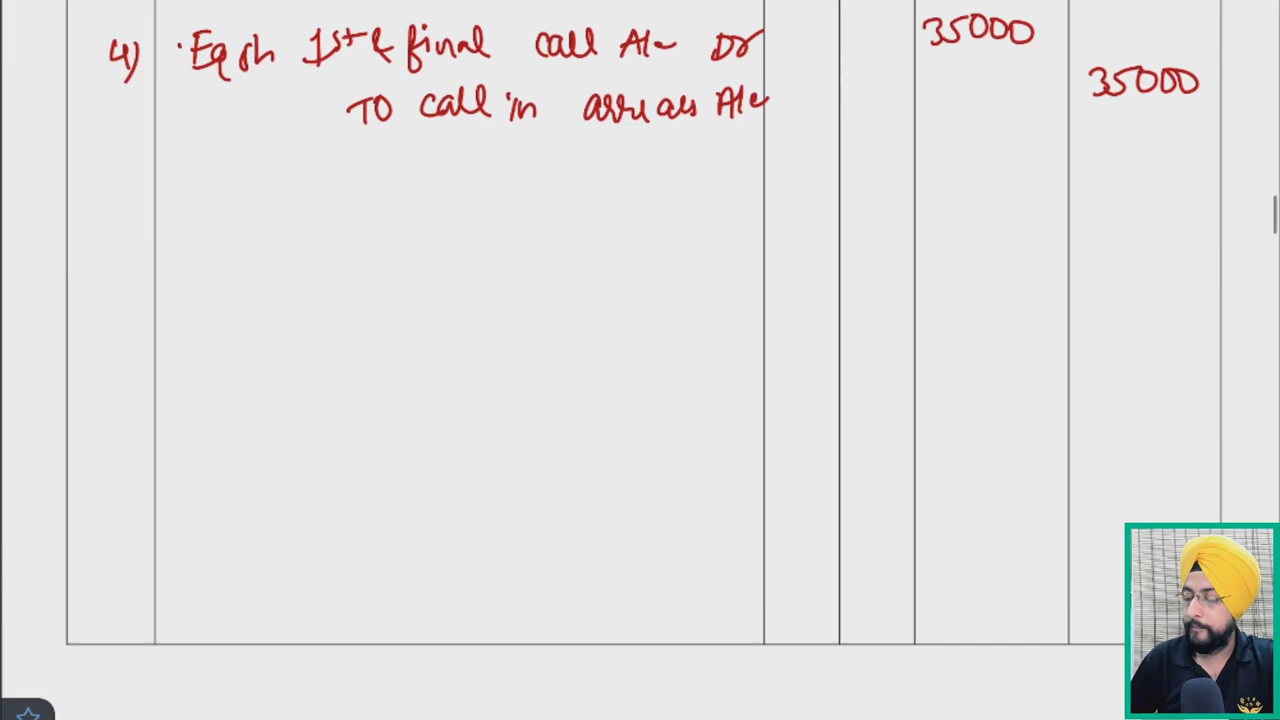 4) Eq sh 1st & final call A/c Dr 35000
To call in arrears A/c 35000